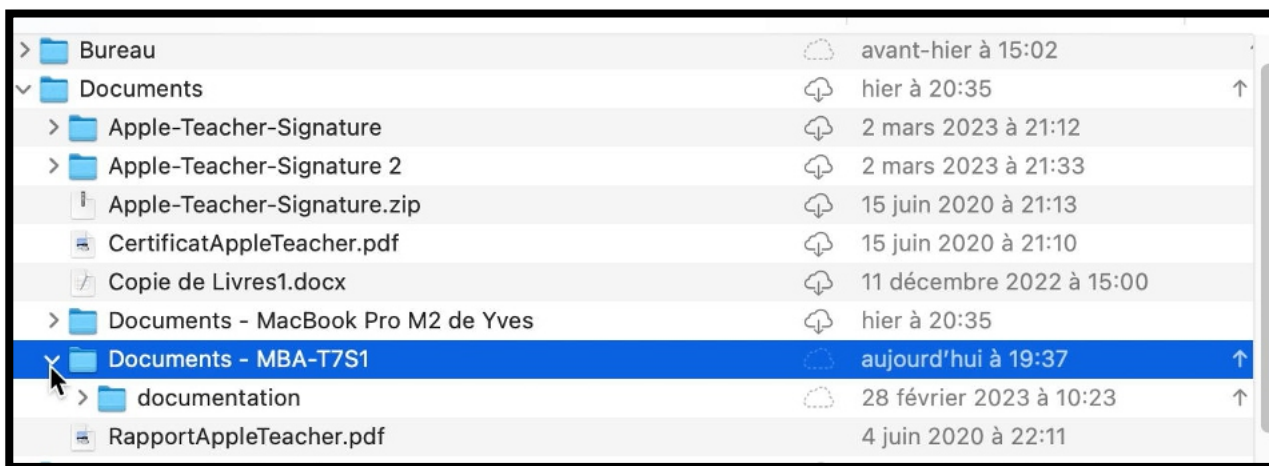 Bureau avant-hier à 15:02
Documents hier à 20:35
Apple-Teacher-Signature 2 mars 2023 à 21:12
Apple-Teacher-Signature 2 2 mars 2023 à 21:33
Apple-Teacher-Signature.zip 15 juin 2020 à 21:13
CertificatAppleTeacher.pdf 15 juin 2020 à 21:10
Copie de Livres1.docx 11 décembre 2022 à 15:00
Documents - MacBook Pro M2 de Yves hier à 20:35
Documents - MBA-T7S1 aujourd'hui à 19:37
documentation 28 février 2023 à 10:23
RapportAppleTeacher.pdf 4 juin 2020 à 22:11